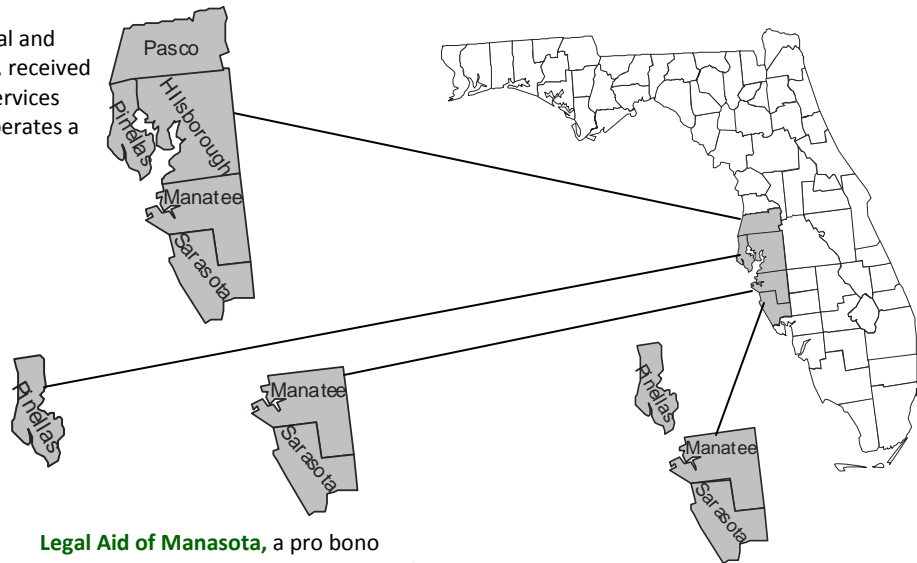 al and
, received
ervices
perates a
Pasco
Hillsborough
Pinellas
Manatee
Sarasota
Pinellas
Manatee
Sarasota
Pinellas
Manatee
Sarasota
Legal Aid of Manasota, a pro bono